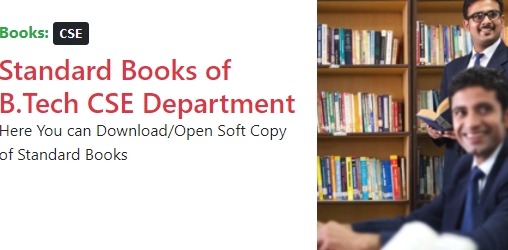 Books: CSE
Standard Books of
B.Tech CSE Department
Here You can Download/Open Soft Copy
of Standard Books